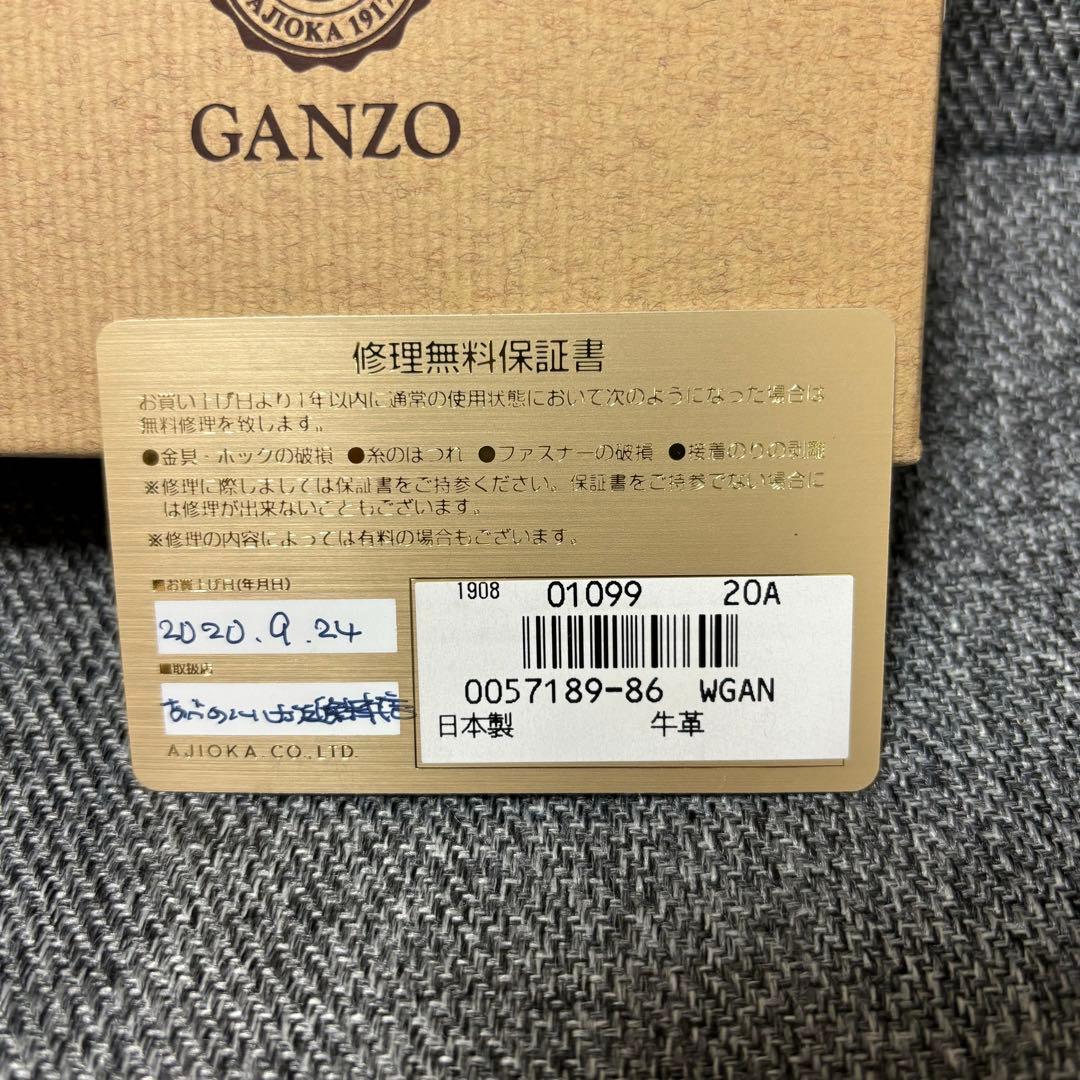 AJIOKA 1917
GANZO
修理無料保証書
お買い上げ日より1年以内に通常の使用状態において次のようになった場合は
無料修理を致します。
●金具・ホックの破損 ●糸のほつれ ●ファスナーの破損 ●接着のりの剥離
※修理に際しましては保証書をご持参ください。保証書をご持参でない場合に
は修理が出来ないこともございます。
※修理の内容によっては有料の場合もございます。
■お買上げ日(年月日)
2020.9.24
■取扱店
AJIOKA.CO.,LTD.
1908 01099 20A
0057189-86 WGAN
日本製 牛革